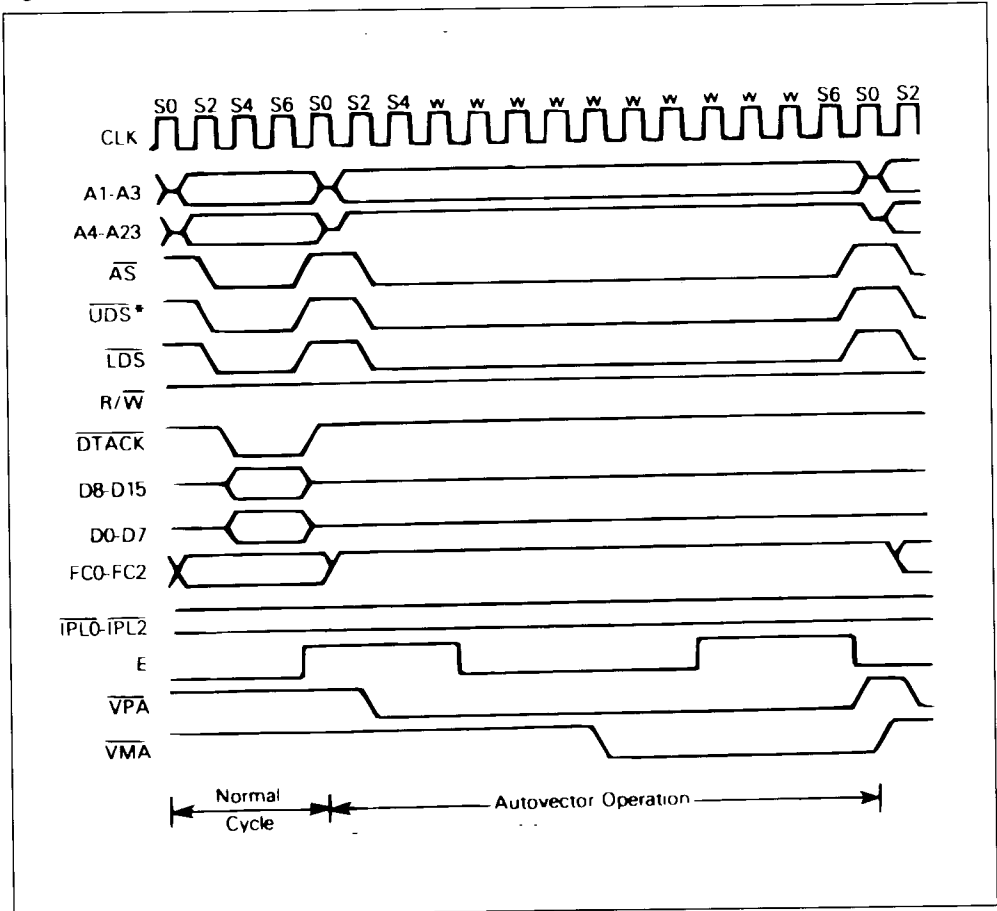 S0 S2 S4 S6 S0 S2 S4 w w w w w w w w w w S6 S0 S2
CLK
A1-A3
A4-A23
AS
UDS*
LDS
R/W
DTACK
D8-D15
D0-D7
FC0-FC2
IPL0-IPL2
E
VPA
VMA
Normal
Cycle
Autovector Operation